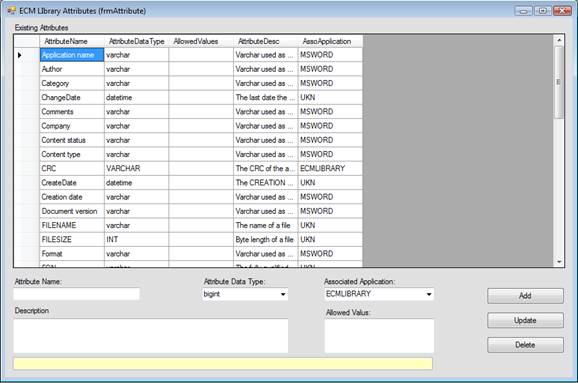 ECM LIbrary Attributes (frmAttribute)
Existing Attributes
AttributeName AttributeDataType AllowedValues AttributeDesc AssoApplication
Application name varchar Varchar used as ... MSWORD
Author varchar Varchar used as ... MSWORD
Category varchar Varchar used as ... MSWORD
ChangeDate datetime The last date the ... UKN
Comments varchar Varchar used as ... MSWORD
Company varchar Varchar used as ... MSWORD
Content status varchar Varchar used as ... MSWORD
Content type varchar Varchar used as ... MSWORD
CRC VARCHAR The CRC of the a... ECMLIBRARY
CreateDate datetime The CREATION ... UKN
Creation date varchar Varchar used as ... MSWORD
Document version varchar Varchar used as ... MSWORD
FILENAME varchar The name of a file UKN
FILESIZE INT Byte length of a file UKN
Format varchar Varchar used as ... MSWORD
varchar UKN
Attribute Name: Attribute Data Type: Associated Application:
bigint ECMLIBRARY Add
Description Allowed Valus: Update
Delete